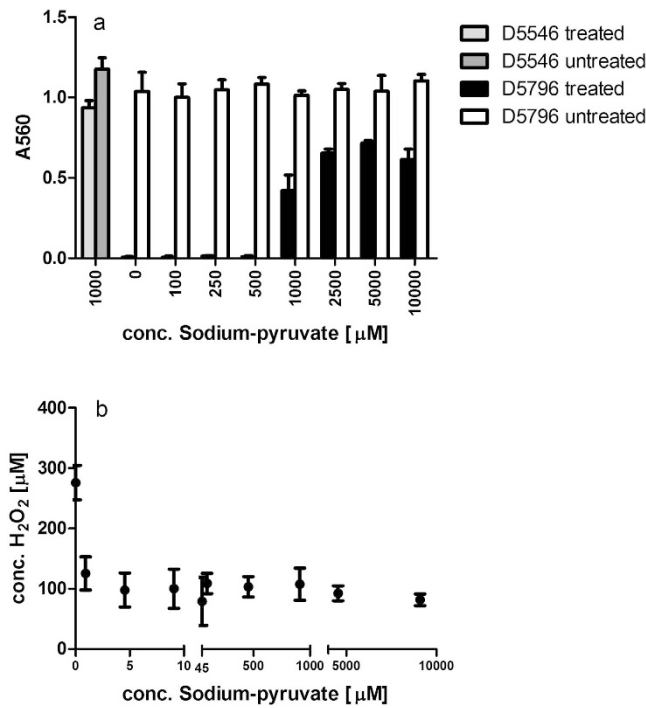 a
1.5
1.0
0.5
0.0
A560
1000
0
100
250
500
1000
2500
5000
10000
conc. Sodium-pyruvate [ μM]
D5546 treated
D5546 untreated
D5796 treated
D5796 untreated
b
400
300
200
100
0
conc. H₂O₂ [μM]
0 5 10 45 500 1000 5000 10000
conc. Sodium-pyruvate [ μM]